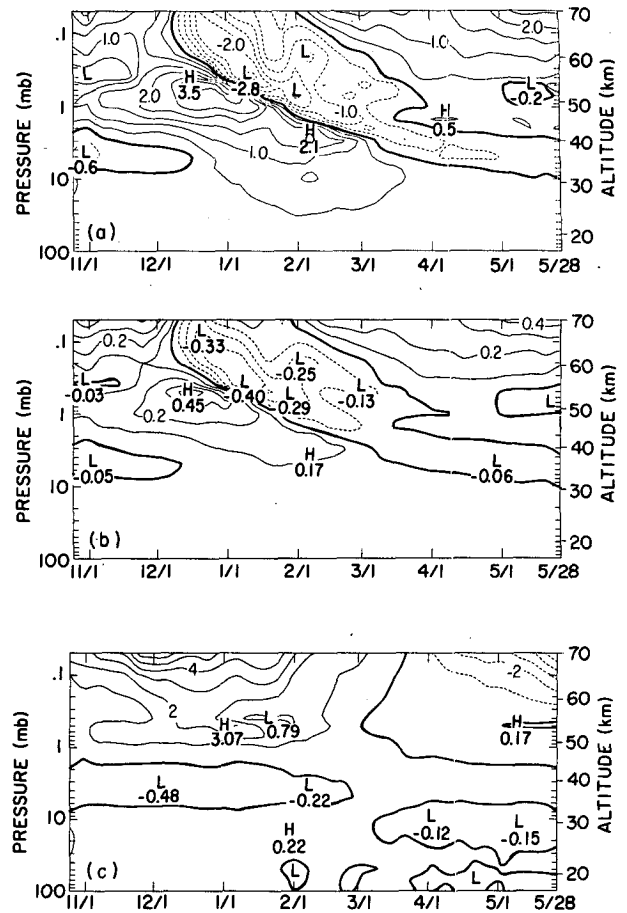 .1
1.0
-2.0
L
1.0
2.0
70
60
L
H
3.5
L
-2.8
L
L
-0.2
1
2.0
-1.0
H
0.5
50
H
2.1
40
L
-0.6
1.0
10
30
(a)
20
100
11/1 12/1 1/1 2/1 3/1 4/1 5/1 5/28
PRESSURE (mb)
ALTITUDE (km)
.1
0.2
L
-0.33
0.4
70
0.2
60
L
-0.03
H
0.45
L
-0.40
L
-0.25
L
-0.29
-0.13
L
50
1
0.2
H
0.17
40
L
-0.05
L
-0.06
10
30
(b)
20
100
11/1 12/1 1/1 2/1 3/1 4/1 5/1 5/28
PRESSURE (mb)
ALTITUDE (km)
.1
4
-2
70
60
2
H
3.07
L
0.79
H
0.17
1
50
L
-0.48
L
-0.22
40
10
H
0.22
L
-0.12
L
-0.15
30
(c)
L
L
20
100
11/1 12/1 1/1 2/1 3/1 4/1 5/1 5/28
PRESSURE (mb)
ALTITUDE (km)